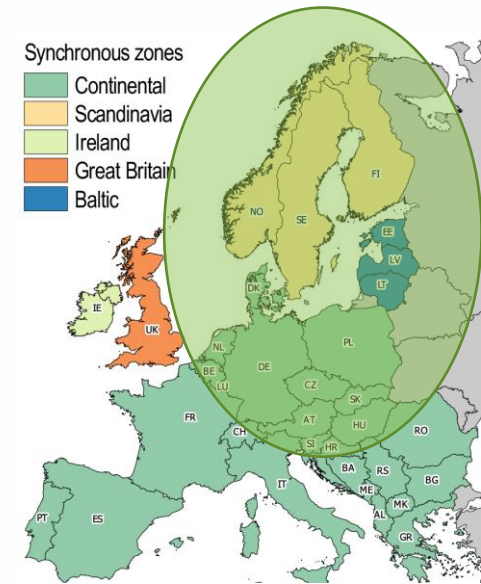 Synchronous zones
Continental
Scandinavia
Ireland
Great Britain
Baltic
FI
NO
SE
EE
LV
DK
LT
IE
UK
NL
PL
BE
DE
LU
CZ
SK
FR
AT
HU
CH
SI
RO
HR
BA
RS
IT
ME
BG
MK
PT
ES
AL
GR